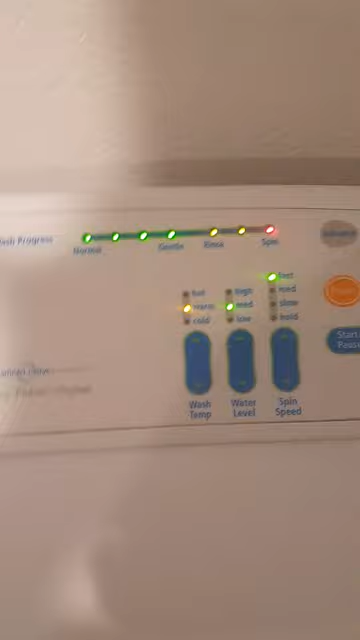 Wash Progress
Normal Gentle Rinse Spin
hot high fast
warm med med
cold low slow
hold
Start/
Pause
Wash Temp Water Level Spin Speed